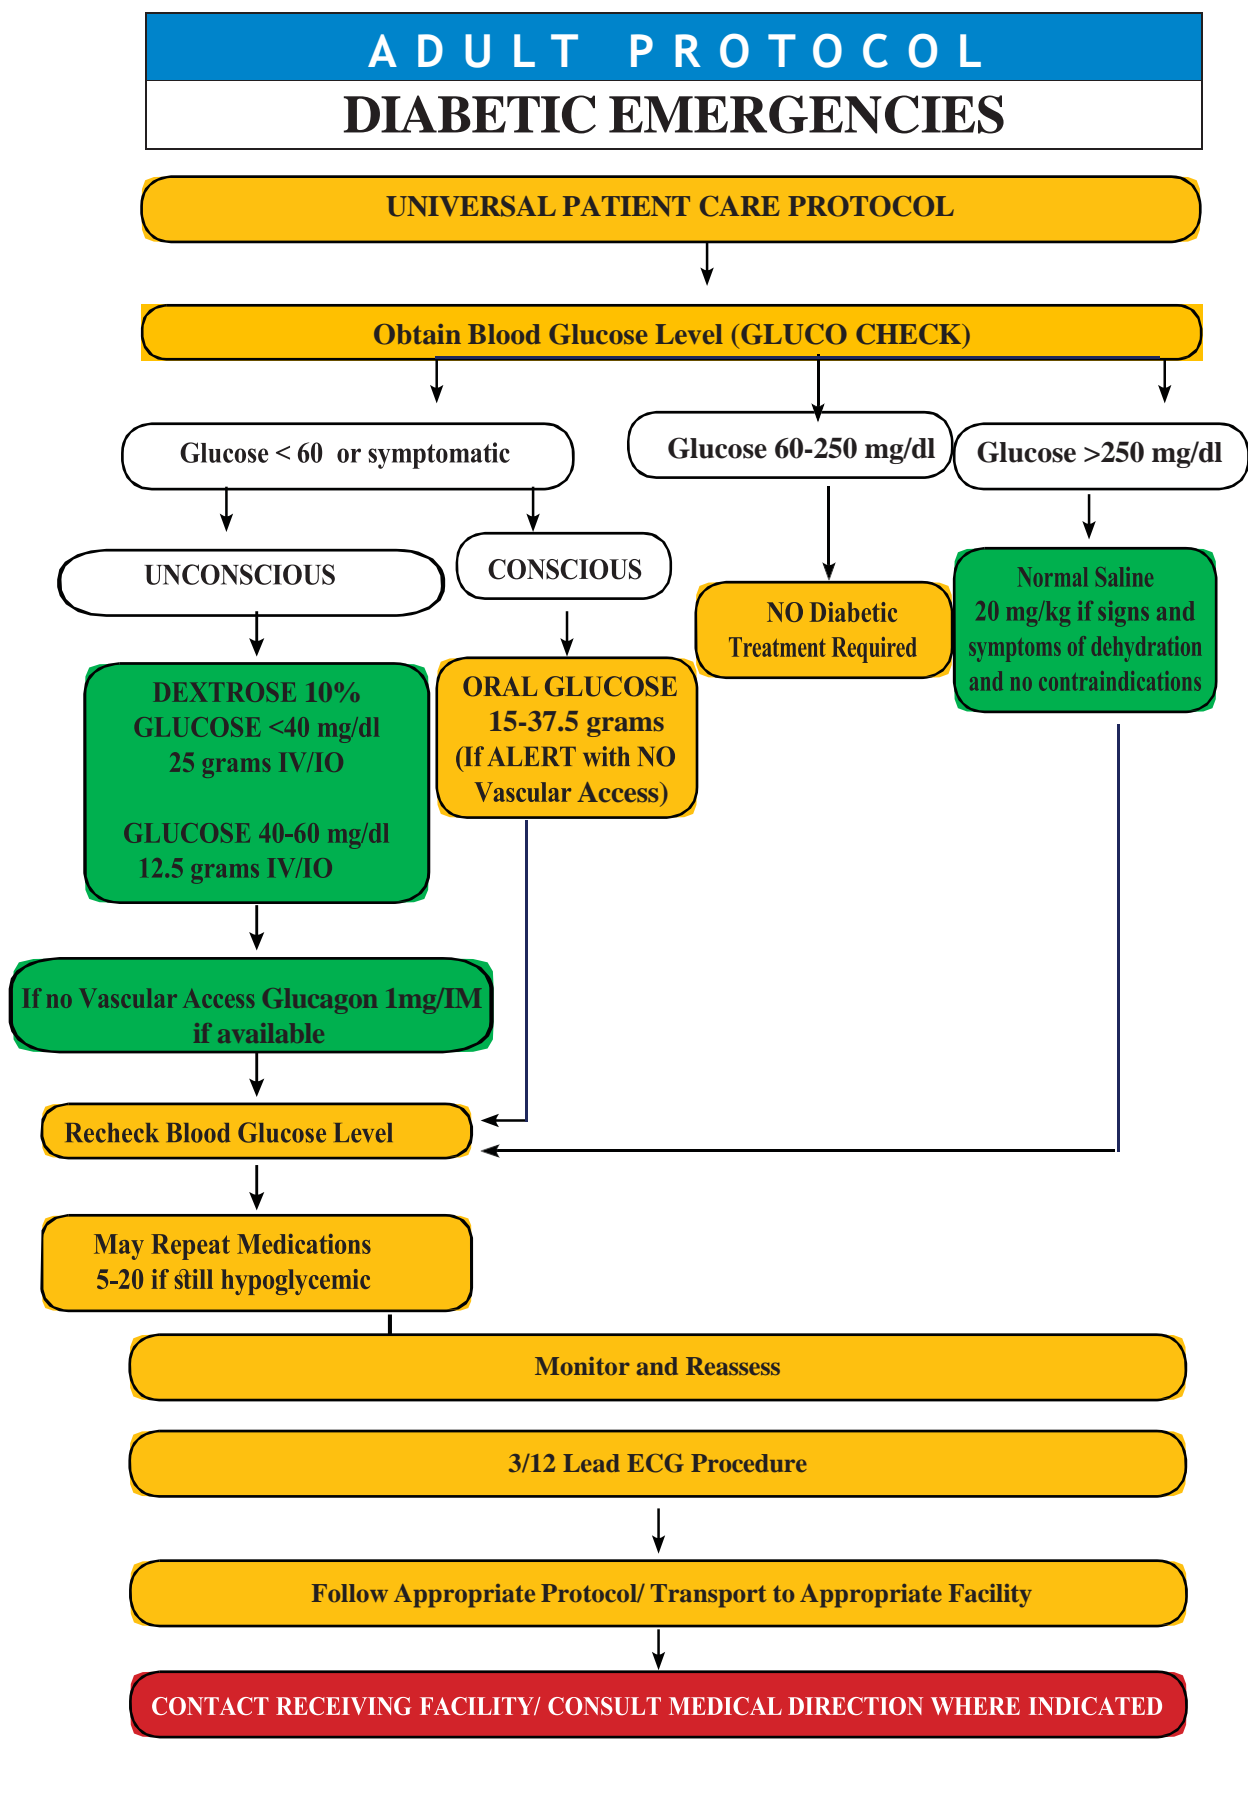 ADULT PROTOCOL
DIABETIC EMERGENCIES
UNIVERSAL PATIENT CARE PROTOCOL
Obtain Blood Glucose Level (GLUCO CHECK)
Glucose < 60 or symptomatic
Glucose 60-250 mg/dl
Glucose >250 mg/dl
UNCONSCIOUS
CONSCIOUS
NO Diabetic
Treatment Required
Normal Saline
20 mg/kg if signs and
symptoms of dehydration
and no contraindications
DEXTROSE 10%
GLUCOSE <40 mg/dl
25 grams IV/IO
GLUCOSE 40-60 mg/dl
12.5 grams IV/IO
ORAL GLUCOSE
15-37.5 grams
(If ALERT with NO
Vascular Access)
If no Vascular Access Glucagon 1mg/IM
if available
Recheck Blood Glucose Level
May Repeat Medications
5-20 if still hypoglycemic
Monitor and Reassess
3/12 Lead ECG Procedure
Follow Appropriate Protocol/ Transport to Appropriate Facility
CONTACT RECEIVING FACILITY/ CONSULT MEDICAL DIRECTION WHERE INDICATED